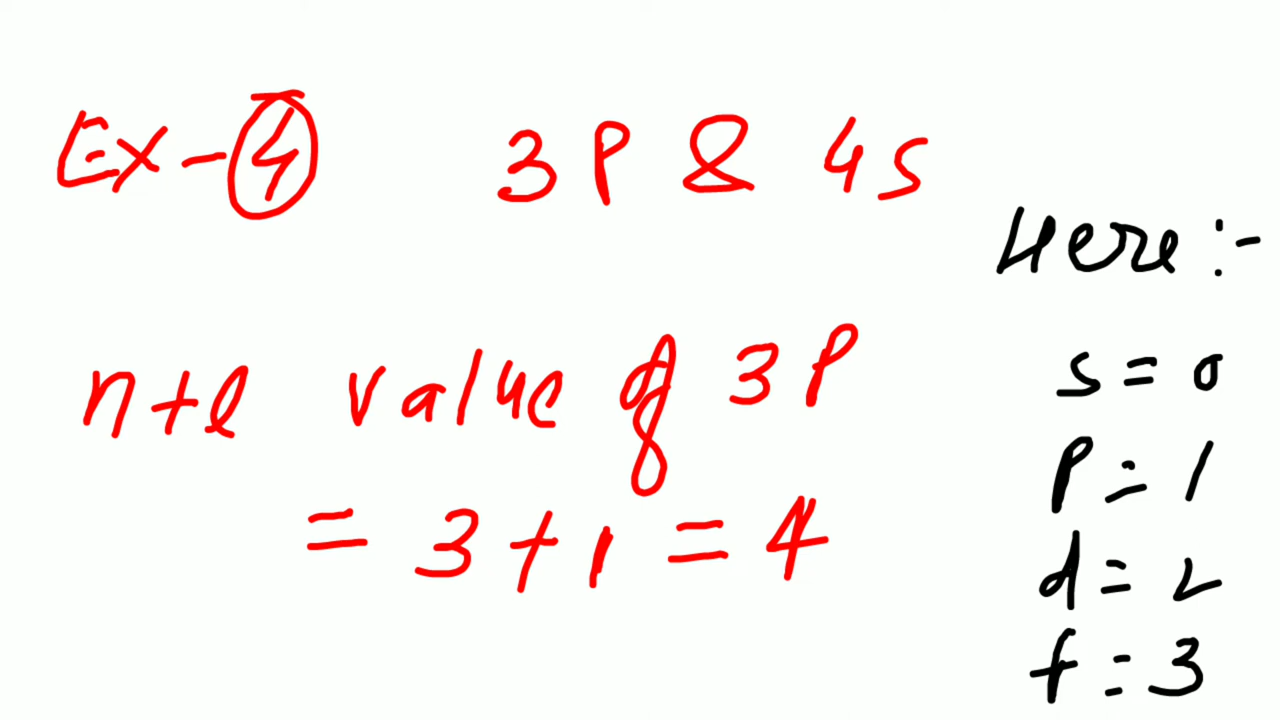 Ex-4 3P & 4s
Here :-
n+l value of 3P
= 3+1 = 4
s = 0
P = 1
d = 2
f = 3